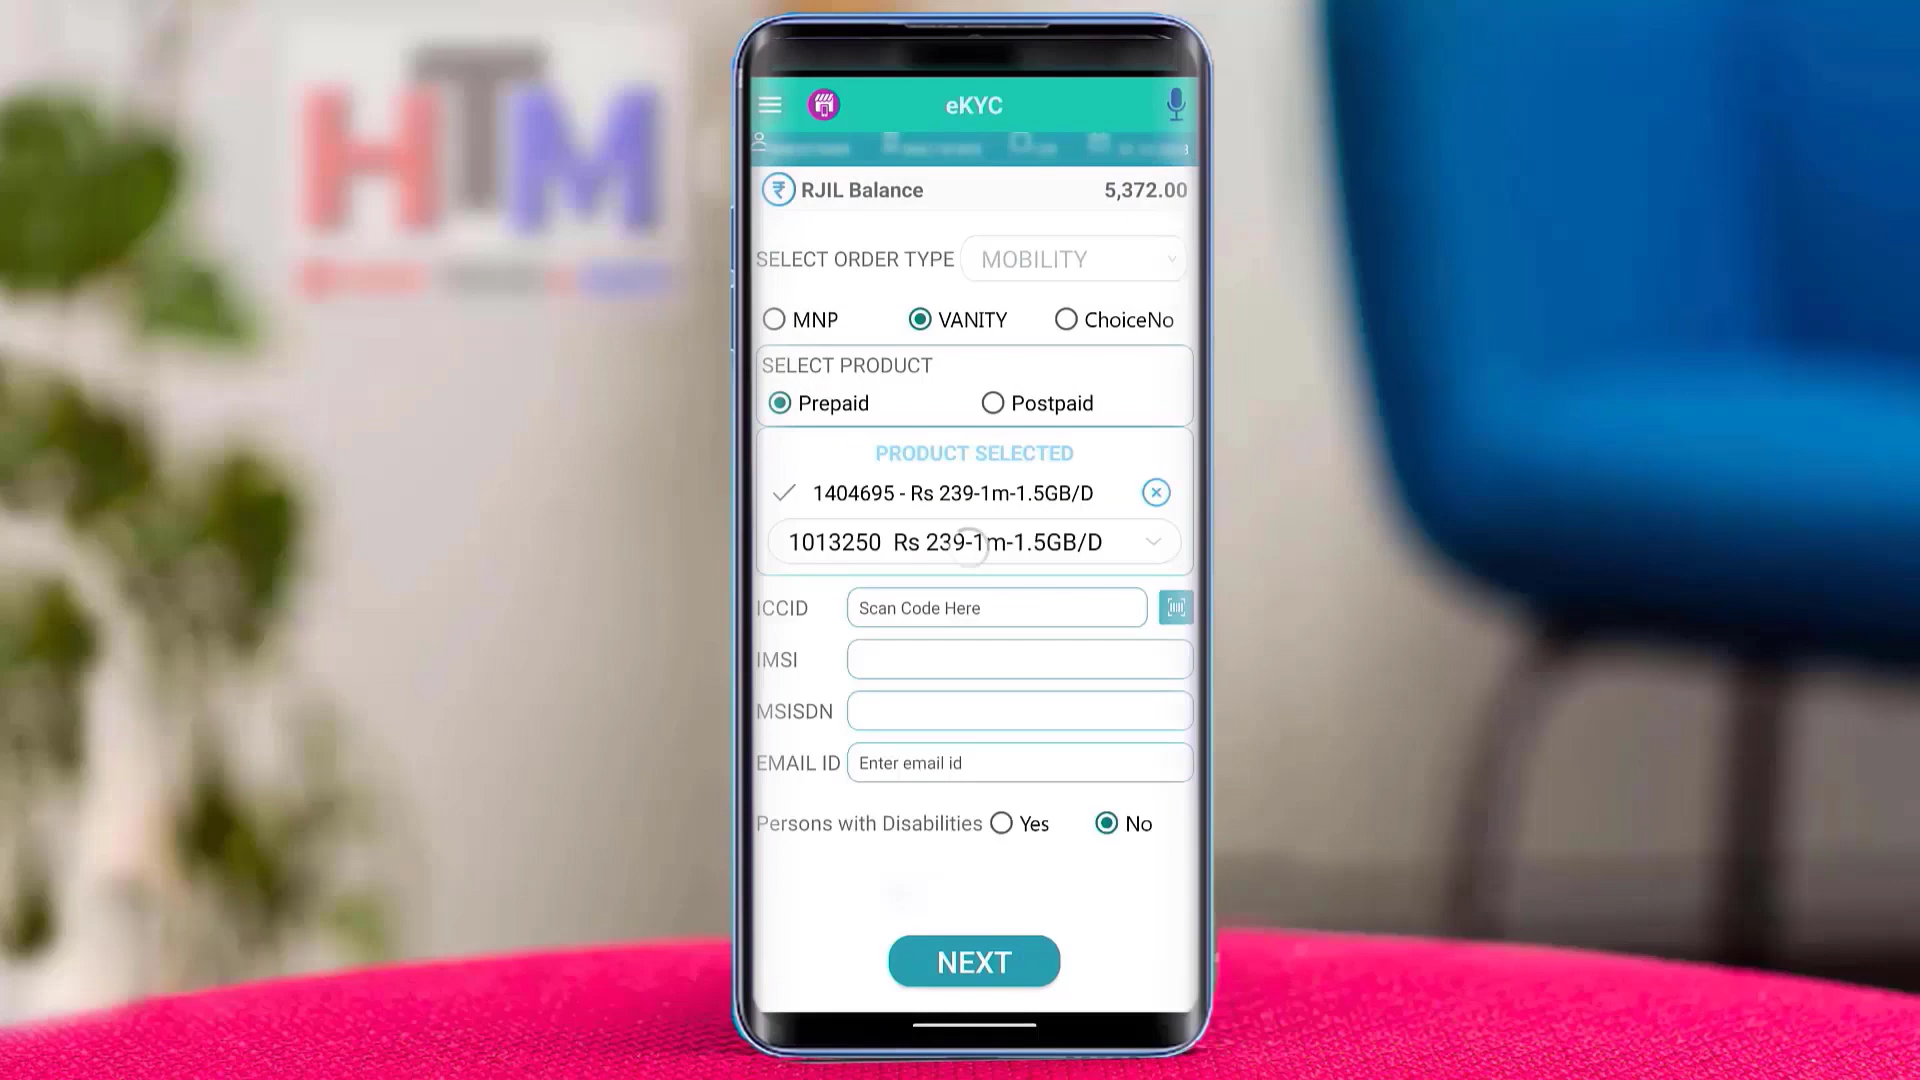 HTM
eKYC
RJIL Balance 5,372.00
SELECT ORDER TYPE MOBILITY
MNP VANITY ChoiceNo
SELECT PRODUCT
Prepaid Postpaid
PRODUCT SELECTED
1404695 - Rs 239-1m-1.5GB/D
1013250 Rs 239-1m-1.5GB/D
ICCID Scan Code Here
IMSI
MSISDN
EMAIL ID Enter email id
Persons with Disabilities Yes No
NEXT